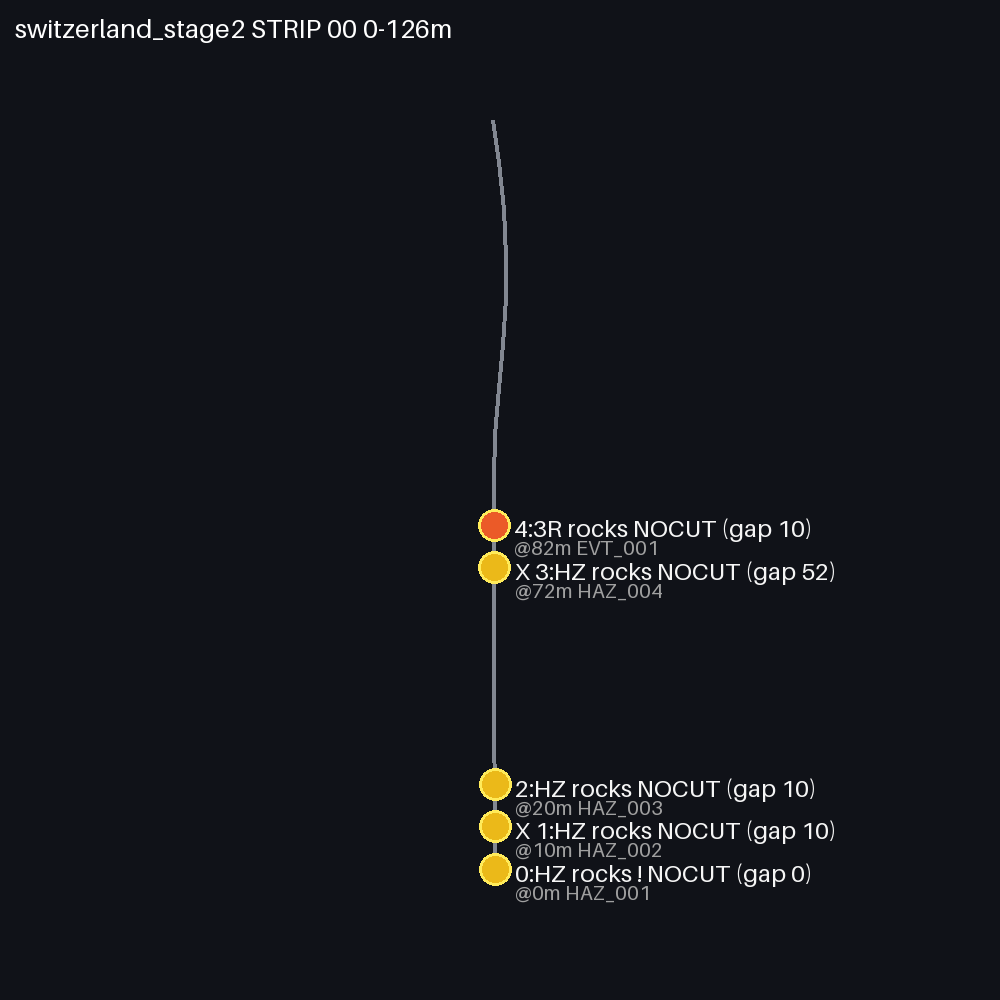 switzerland_stage2 STRIP 00 0-126m
4:3R rocks NOCUT (gap 10)
@82m EVT_001
X 3:HZ rocks NOCUT (gap 52)
@72m HAZ_004
2:HZ rocks NOCUT (gap 10)
@20m HAZ_003
X 1:HZ rocks NOCUT (gap 10)
@10m HAZ_002
0:HZ rocks ! NOCUT (gap 0)
@0m HAZ_001